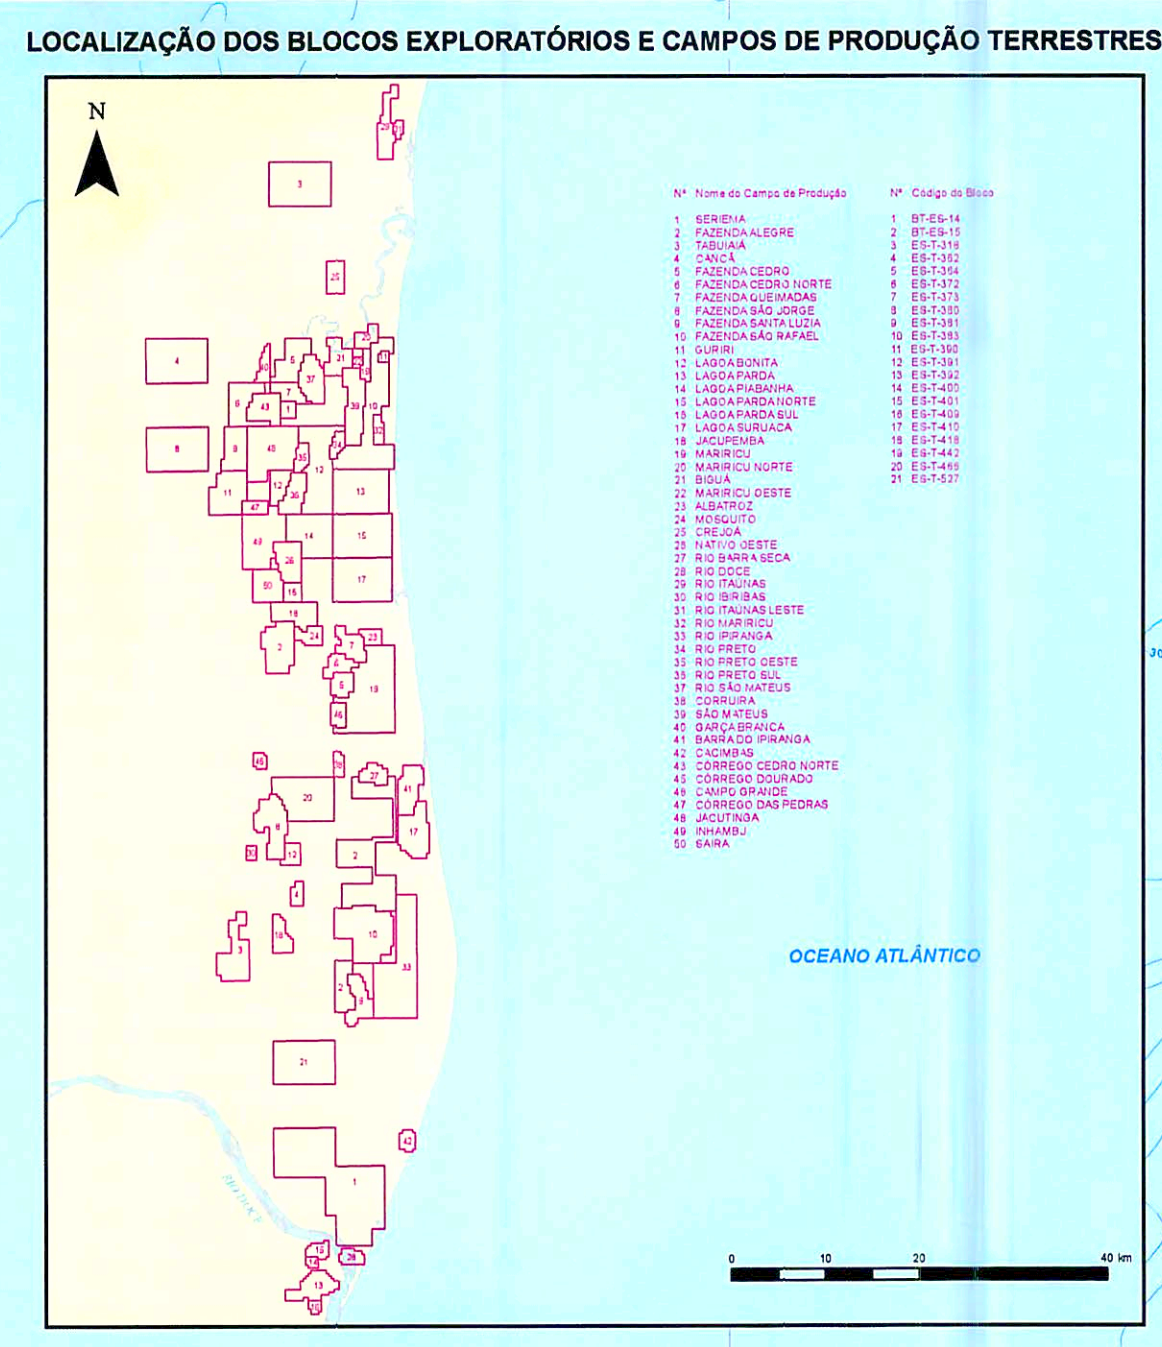 LOCALIZAÇÃO DOS BLOCOS EXPLORATÓRIOS E CAMPOS DE PRODUÇÃO TERRESTRES
N
Nº Nome do Campo de Produção
1 SERIEMA
2 FAZENDA ALEGRE
3 TABUIAIÁ
4 CANCÃ
5 FAZENDA CEDRO
6 FAZENDA CEDRO NORTE
7 FAZENDA QUEIMADAS
8 FAZENDA SÃO JORGE
9 FAZENDA SANTA LUZIA
10 FAZENDA SÃO RAFAEL
11 GURIRI
12 LAGOA BONITA
13 LAGOA PARDA
14 LAGOA PIABANHA
15 LAGOA PARDA NORTE
16 LAGOA PARDA SUL
17 LAGOA SURUACA
18 JACUPEMBA
19 MARIRICU
20 MARIRICU NORTE
21 BIGUÁ
22 MARIRICU OESTE
23 ALBATROZ
24 MOSQUITO
25 CREJOÁ
26 NATIVO OESTE
27 RIO BARRA SECA
28 RIO DOCE
29 RIO ITAÚNAS
30 RIO IBIRIBAS
31 RIO ITAÚNAS LESTE
32 RIO MARIRICU
33 RIO IPIRANGA
34 RIO PRETO
35 RIO PRETO OESTE
36 RIO PRETO SUL
37 RIO SÃO MATEUS
38 CORRUIRA
39 SÃO MATEUS
40 GARÇA BRANCA
41 BARRA DO IPIRANGA
42 CACIMBAS
43 CÓRREGO CEDRO NORTE
45 CÓRREGO DOURADO
46 CAMPO GRANDE
47 CÓRREGO DAS PEDRAS
48 JACUTINGA
49 INHAMBU
50 SAIRA
Nº Código do Bloco
1 BT-ES-14
2 BT-ES-15
3 ES-T-318
4 ES-T-362
5 ES-T-364
6 ES-T-372
7 ES-T-373
8 ES-T-380
9 ES-T-381
10 ES-T-383
11 ES-T-390
12 ES-T-391
13 ES-T-392
14 ES-T-400
15 ES-T-401
16 ES-T-409
17 ES-T-410
18 ES-T-418
19 ES-T-442
20 ES-T-466
21 ES-T-527
OCEANO ATLÂNTICO
RIO DOCE
0 10 20 40 km